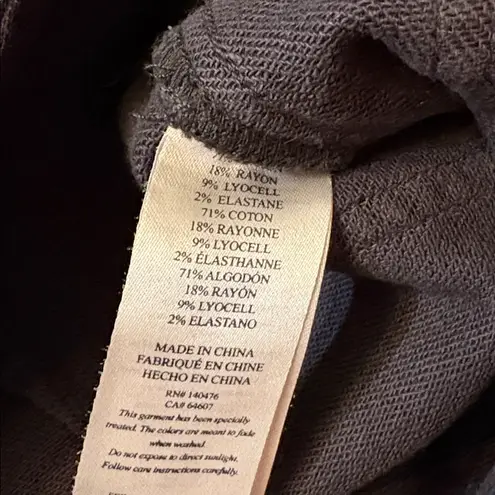 18% RAYON
9% LYOCELL
2% ELASTANE
71% COTON
18% RAYONNE
9% LYOCELL
2% ÉLASTHANNE
71% ALGODÓN
18% RAYÓN
9% LYOCELL
2% ELASTANO
MADE IN CHINA
FABRIQUÉ EN CHINE
HECHO EN CHINA
RN# 140476
CA# 64607
This garment has been specially
treated. The colors are meant to fade
when washed.
Do not expose to direct sunlight.
Follow care instructions carefully.